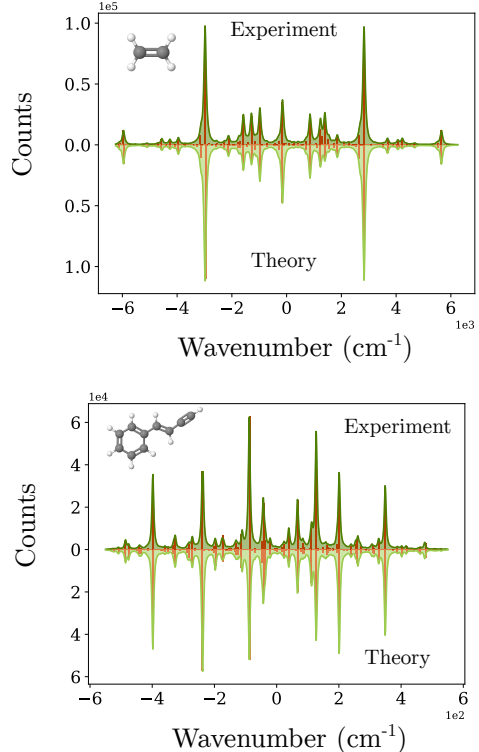 1e5
1.0
Experiment
0.5
Counts
0.0
0.5
Theory
1.0
−6 −4 −2 0 2 4 6
1e3
Wavenumber (cm⁻¹)
1e4
6
Experiment
4
2
Counts
0
2
4
Theory
6
−6 −4 −2 0 2 4 6
1e2
Wavenumber (cm⁻¹)